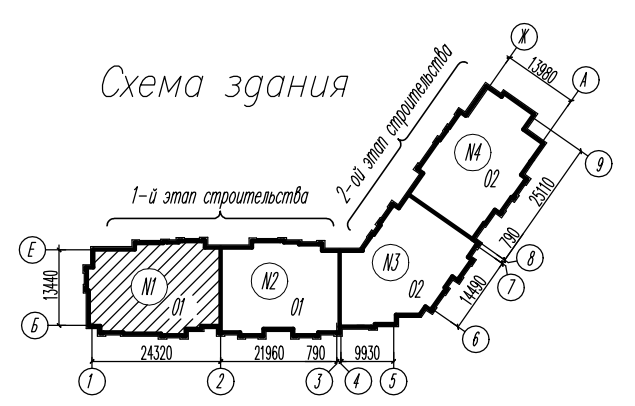 Схема здания
1-й этап строительства
2-ой этап строительства
Ж
13980
А
N4
02
9
25110
790
8
7
Е
13440
N1
01
N2
01
N3
02
14490
6
Б
24320
21960
790
9930
1
2
3
4
5